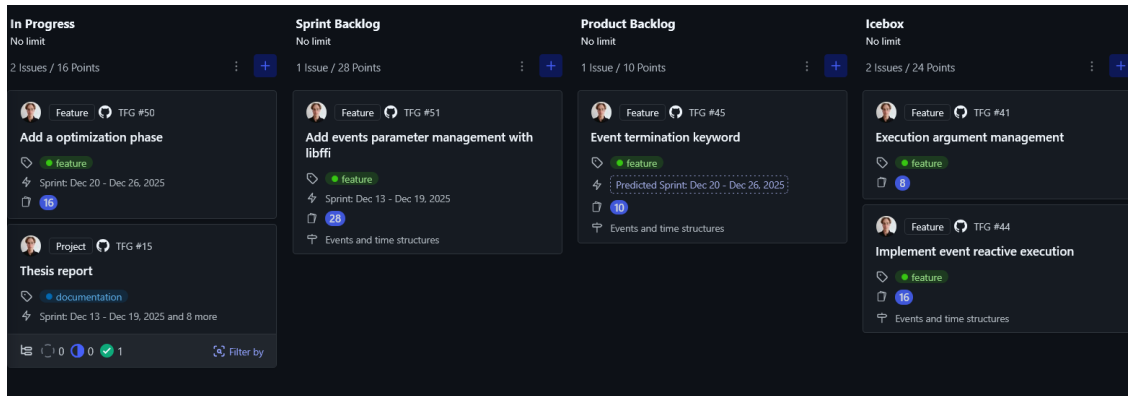 In Progress
No limit
2 Issues / 16 Points
Feature TFG #50
Add a optimization phase
feature
Sprint: Dec 20 - Dec 26, 2025
16
Project TFG #15
Thesis report
documentation
Sprint: Dec 13 - Dec 19, 2025 and 8 more
0 0 1 Filter by
Sprint Backlog
No limit
1 Issue / 28 Points
Feature TFG #51
Add events parameter management with
libffi
feature
Sprint: Dec 13 - Dec 19, 2025
28
Events and time structures
Product Backlog
No limit
1 Issue / 10 Points
Feature TFG #45
Event termination keyword
feature
Predicted Sprint: Dec 20 - Dec 26, 2025
10
Events and time structures
Icebox
No limit
2 Issues / 24 Points
Feature TFG #41
Execution argument management
feature
8
Feature TFG #44
Implement event reactive execution
feature
16
Events and time structures